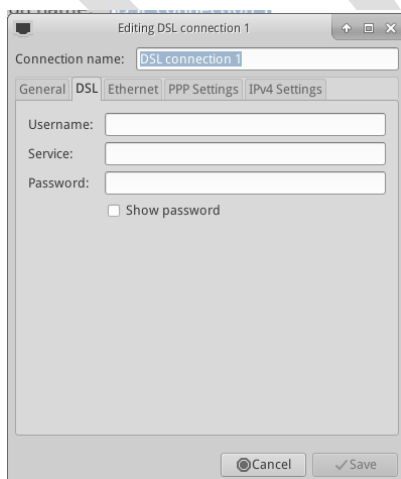 Editing DSL connection 1
Connection name: DSL connection 1
General DSL Ethernet PPP Settings IPv4 Settings
Username:
Service:
Password:
Show password
Cancel Save